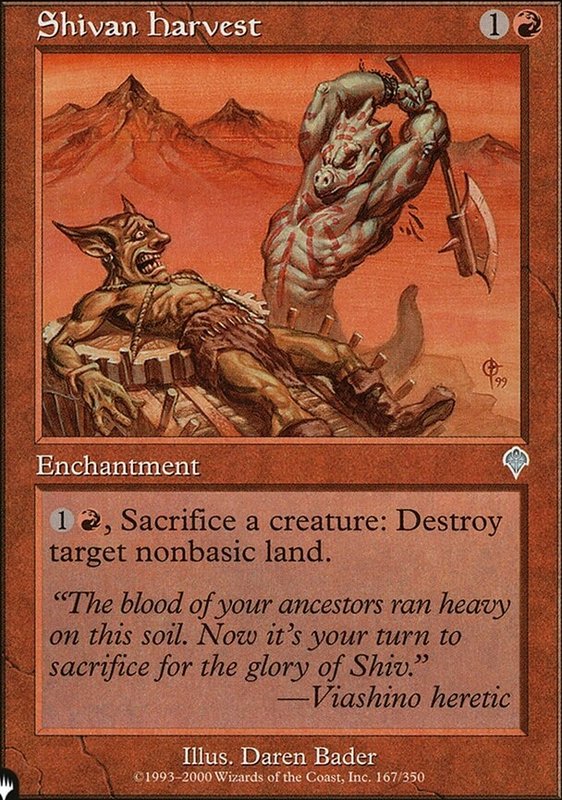 Shivan Harvest 1
99
Enchantment
1, Sacrifice a creature: Destroy
target nonbasic land.
“The blood of your ancestors ran heavy
on this soil. Now it’s your turn to
sacrifice for the glory of Shiv.”
—Viashino heretic
Illus. Daren Bader
©1993–2000 Wizards of the Coast, Inc. 167/350